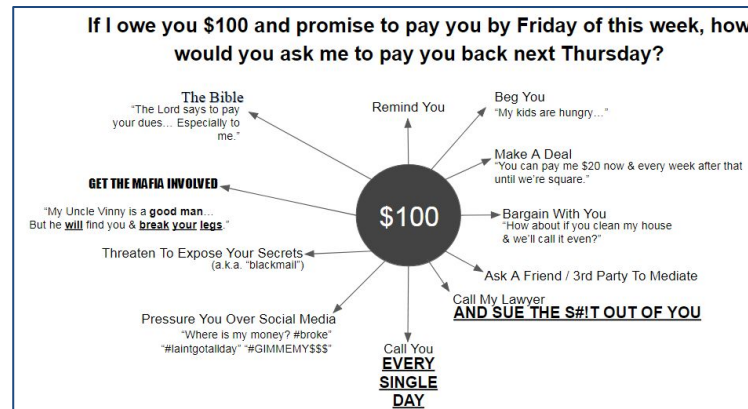 If I owe you $100 and promise to pay you by Friday of this week, how
would you ask me to pay you back next Thursday?
The Bible
“The Lord says to pay
your dues… Especially to
me.”
Remind You
Beg You
“My kids are hungry…”
Make A Deal
“You can pay me $20 now & every week after that
until we’re square.”
GET THE MAFIA INVOLVED
“My Uncle Vinny is a good man…
But he will find you & break your legs.”
$100
Bargain With You
“How about if you clean my house
& we’ll call it even?”
Threaten To Expose Your Secrets
(a.k.a. “blackmail”)
Ask A Friend / 3rd Party To Mediate
Call My Lawyer
AND SUE THE S#!T OUT OF YOU
Pressure You Over Social Media
“Where is my money? #broke”
“#Iaintgotallday” “#GIMMEMY$$$”
Call You
EVERY
SINGLE
DAY